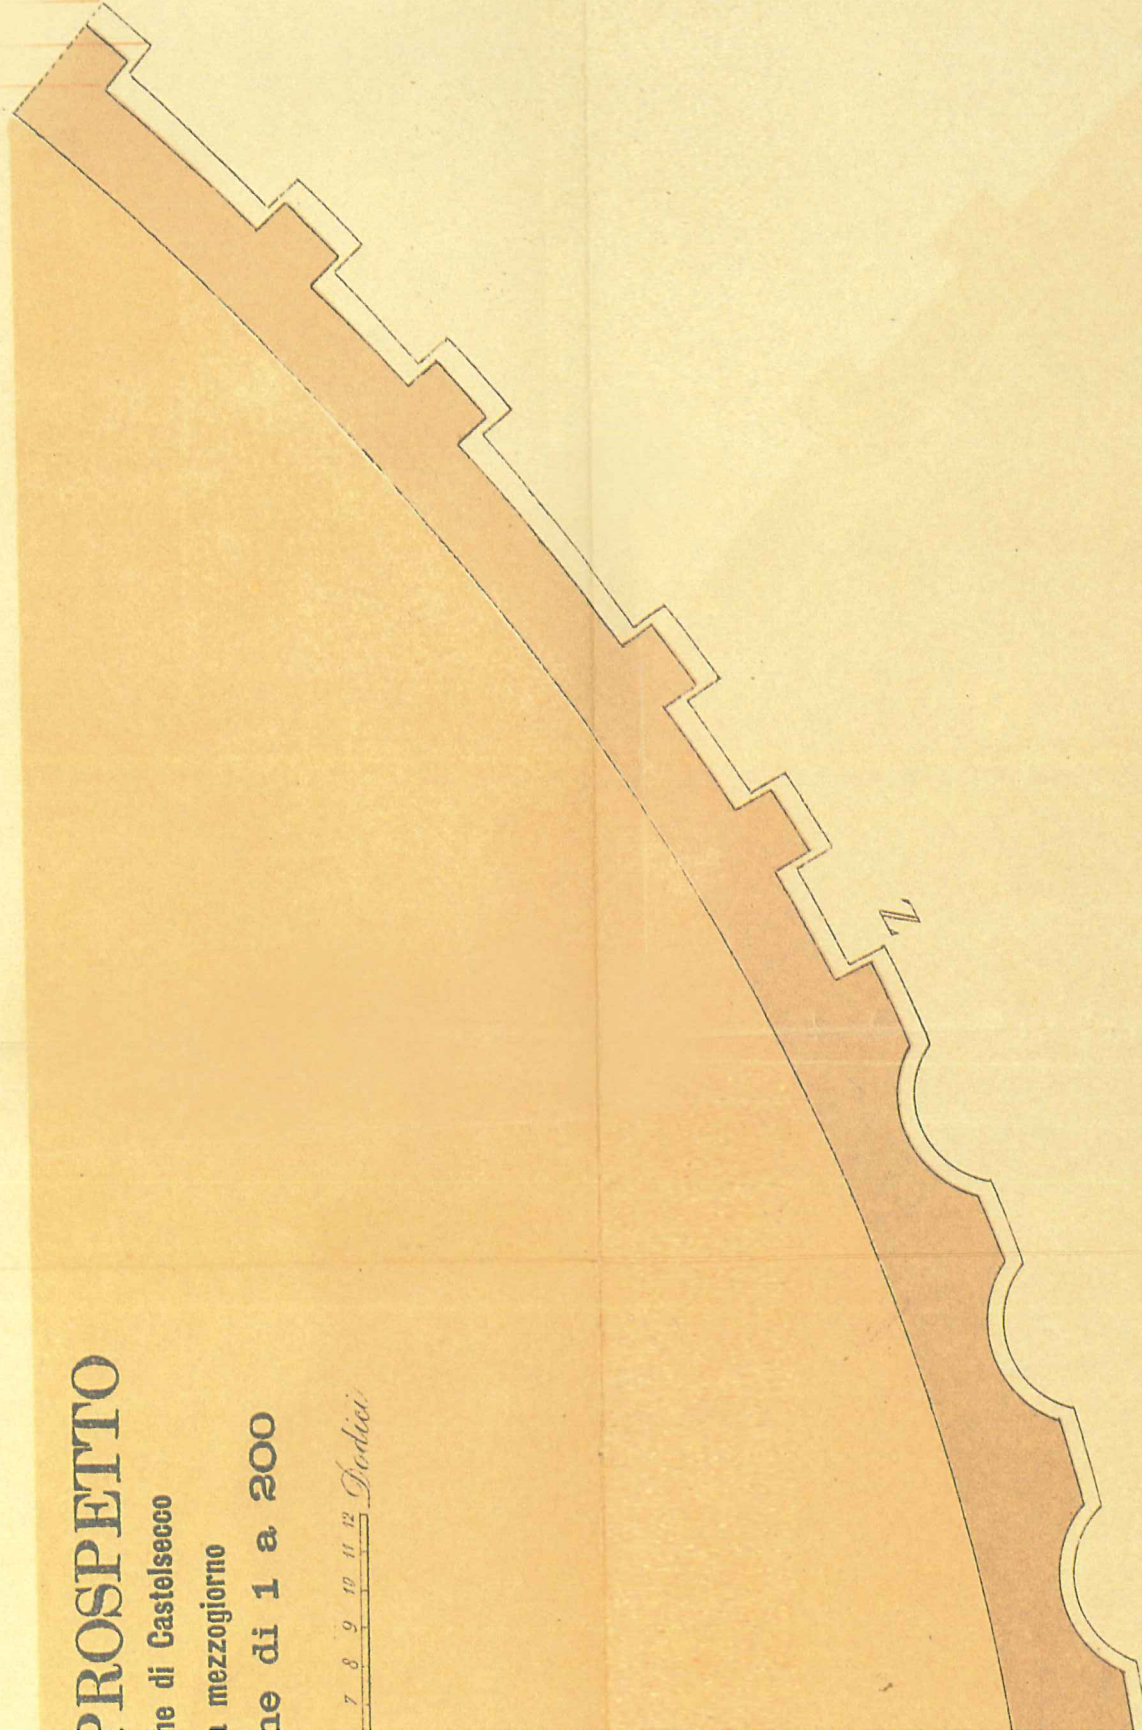 PROSPETTO
ne di Castelsecco
a mezzogiorno
ne di 1 a 200
7 8 9 10 11 12 Dodici
N